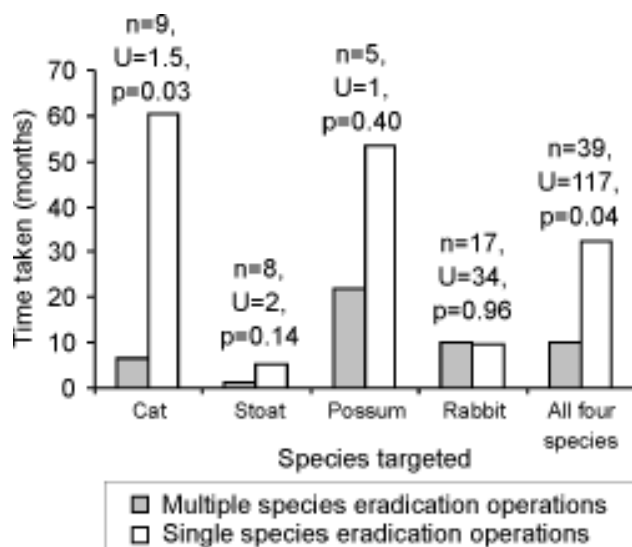 n=9,
U=1.5,
p=0.03
n=5,
U=1,
p=0.40
n=39,
U=117,
p=0.04
n=17,
U=34,
p=0.96
n=8,
U=2,
p=0.14
Time taken (months)
70
60
50
40
30
20
10
0
Cat
Stoat
Possum
Rabbit
All four
species
Species targeted
Multiple species eradication operations
Single species eradication operations